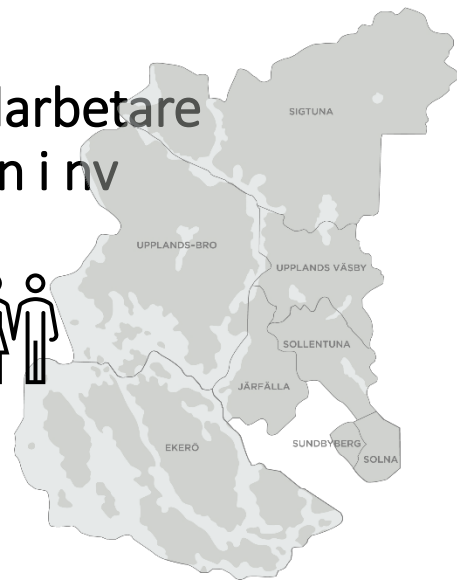 larbetare
n i nv
SIGTUNA
UPPLANDS-BRO
UPPLANDS VÄSBY
SOLLENTUNA
JÄRFÄLLA
SUNDBYBERG
EKERÖ
SOLNA